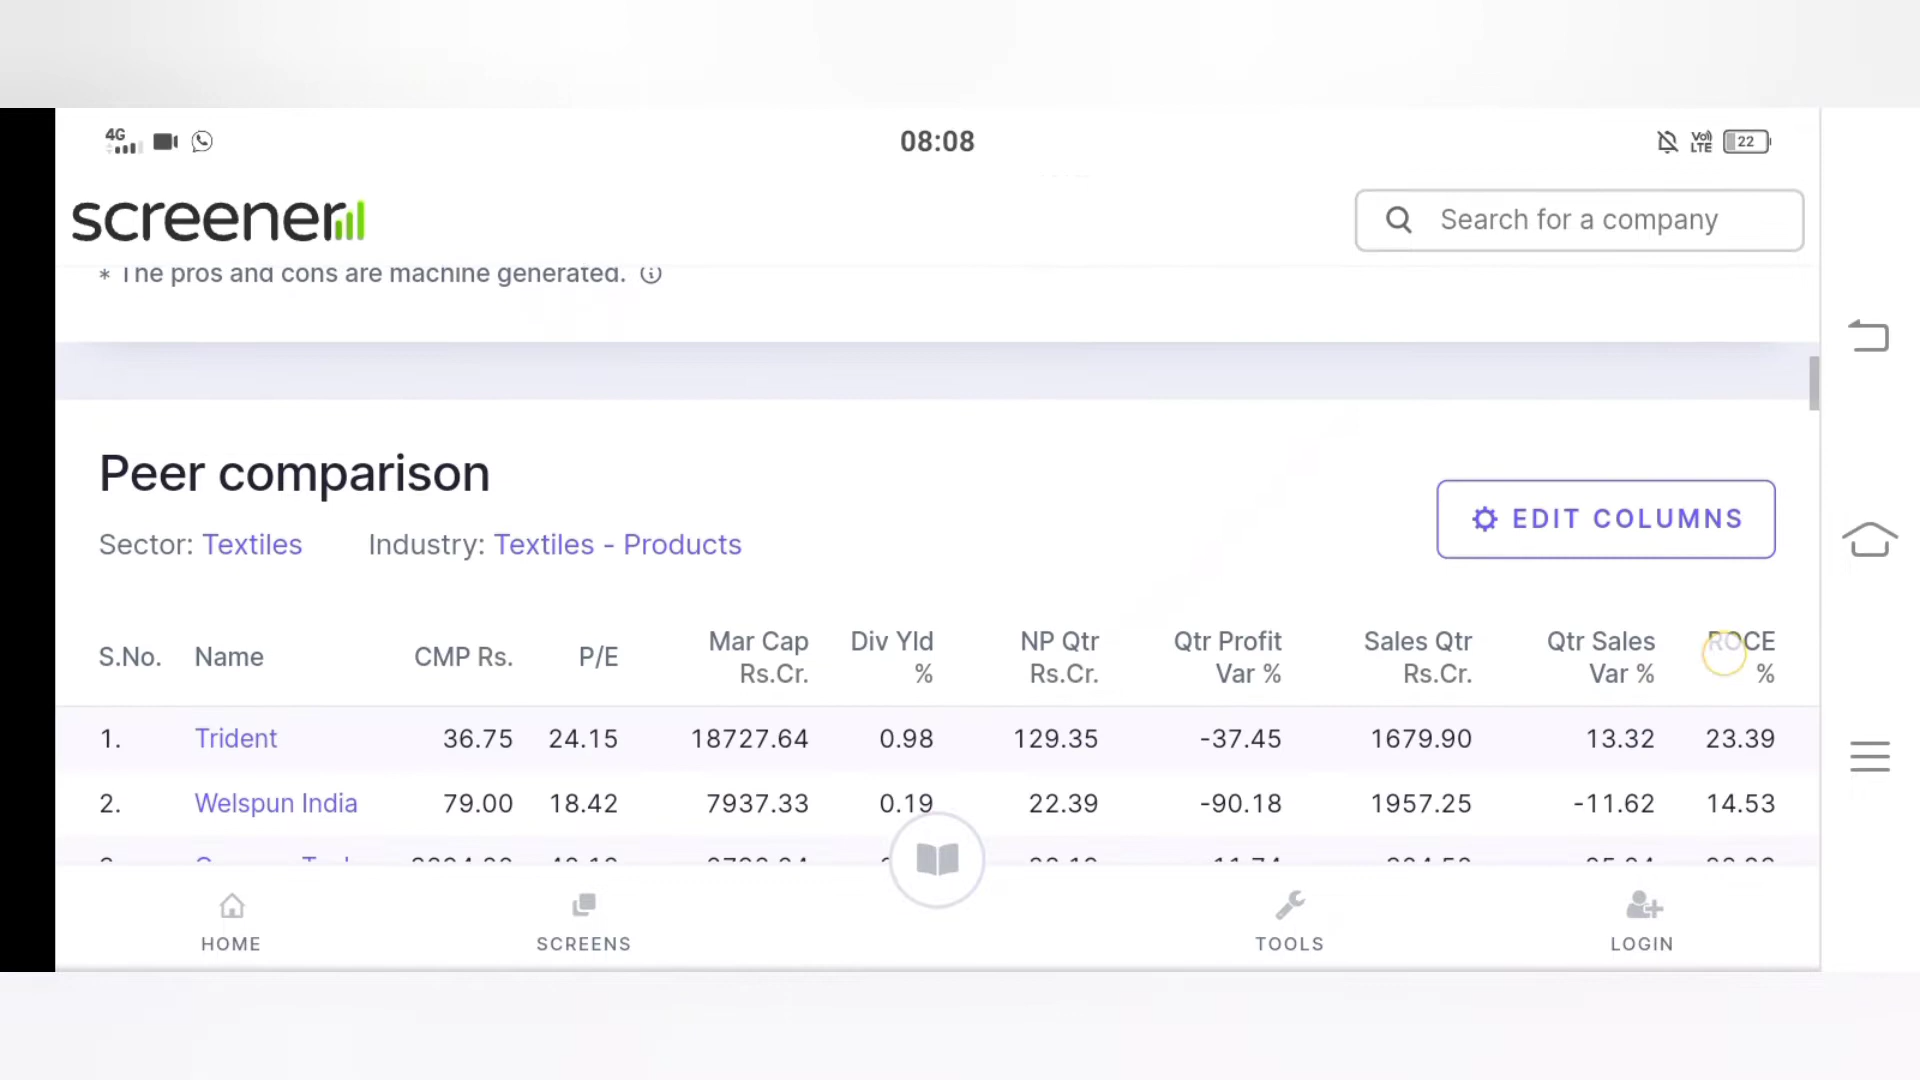 4G
08:08
Vo)
LTE
22
screener
Search for a company
* The pros and cons are machine generated.
Peer comparison
EDIT COLUMNS
Sector: Textiles Industry: Textiles - Products
S.No. Name CMP Rs. P/E Mar Cap Rs.Cr. Div Yld % NP Qtr Rs.Cr. Qtr Profit Var % Sales Qtr Rs.Cr. Qtr Sales Var % ROCE %
1. Trident 36.75 24.15 18727.64 0.98 129.35 -37.45 1679.90 13.32 23.39
2. Welspun India 79.00 18.42 7937.33 0.19 22.39 -90.18 1957.25 -11.62 14.53
HOME SCREENS TOOLS LOGIN